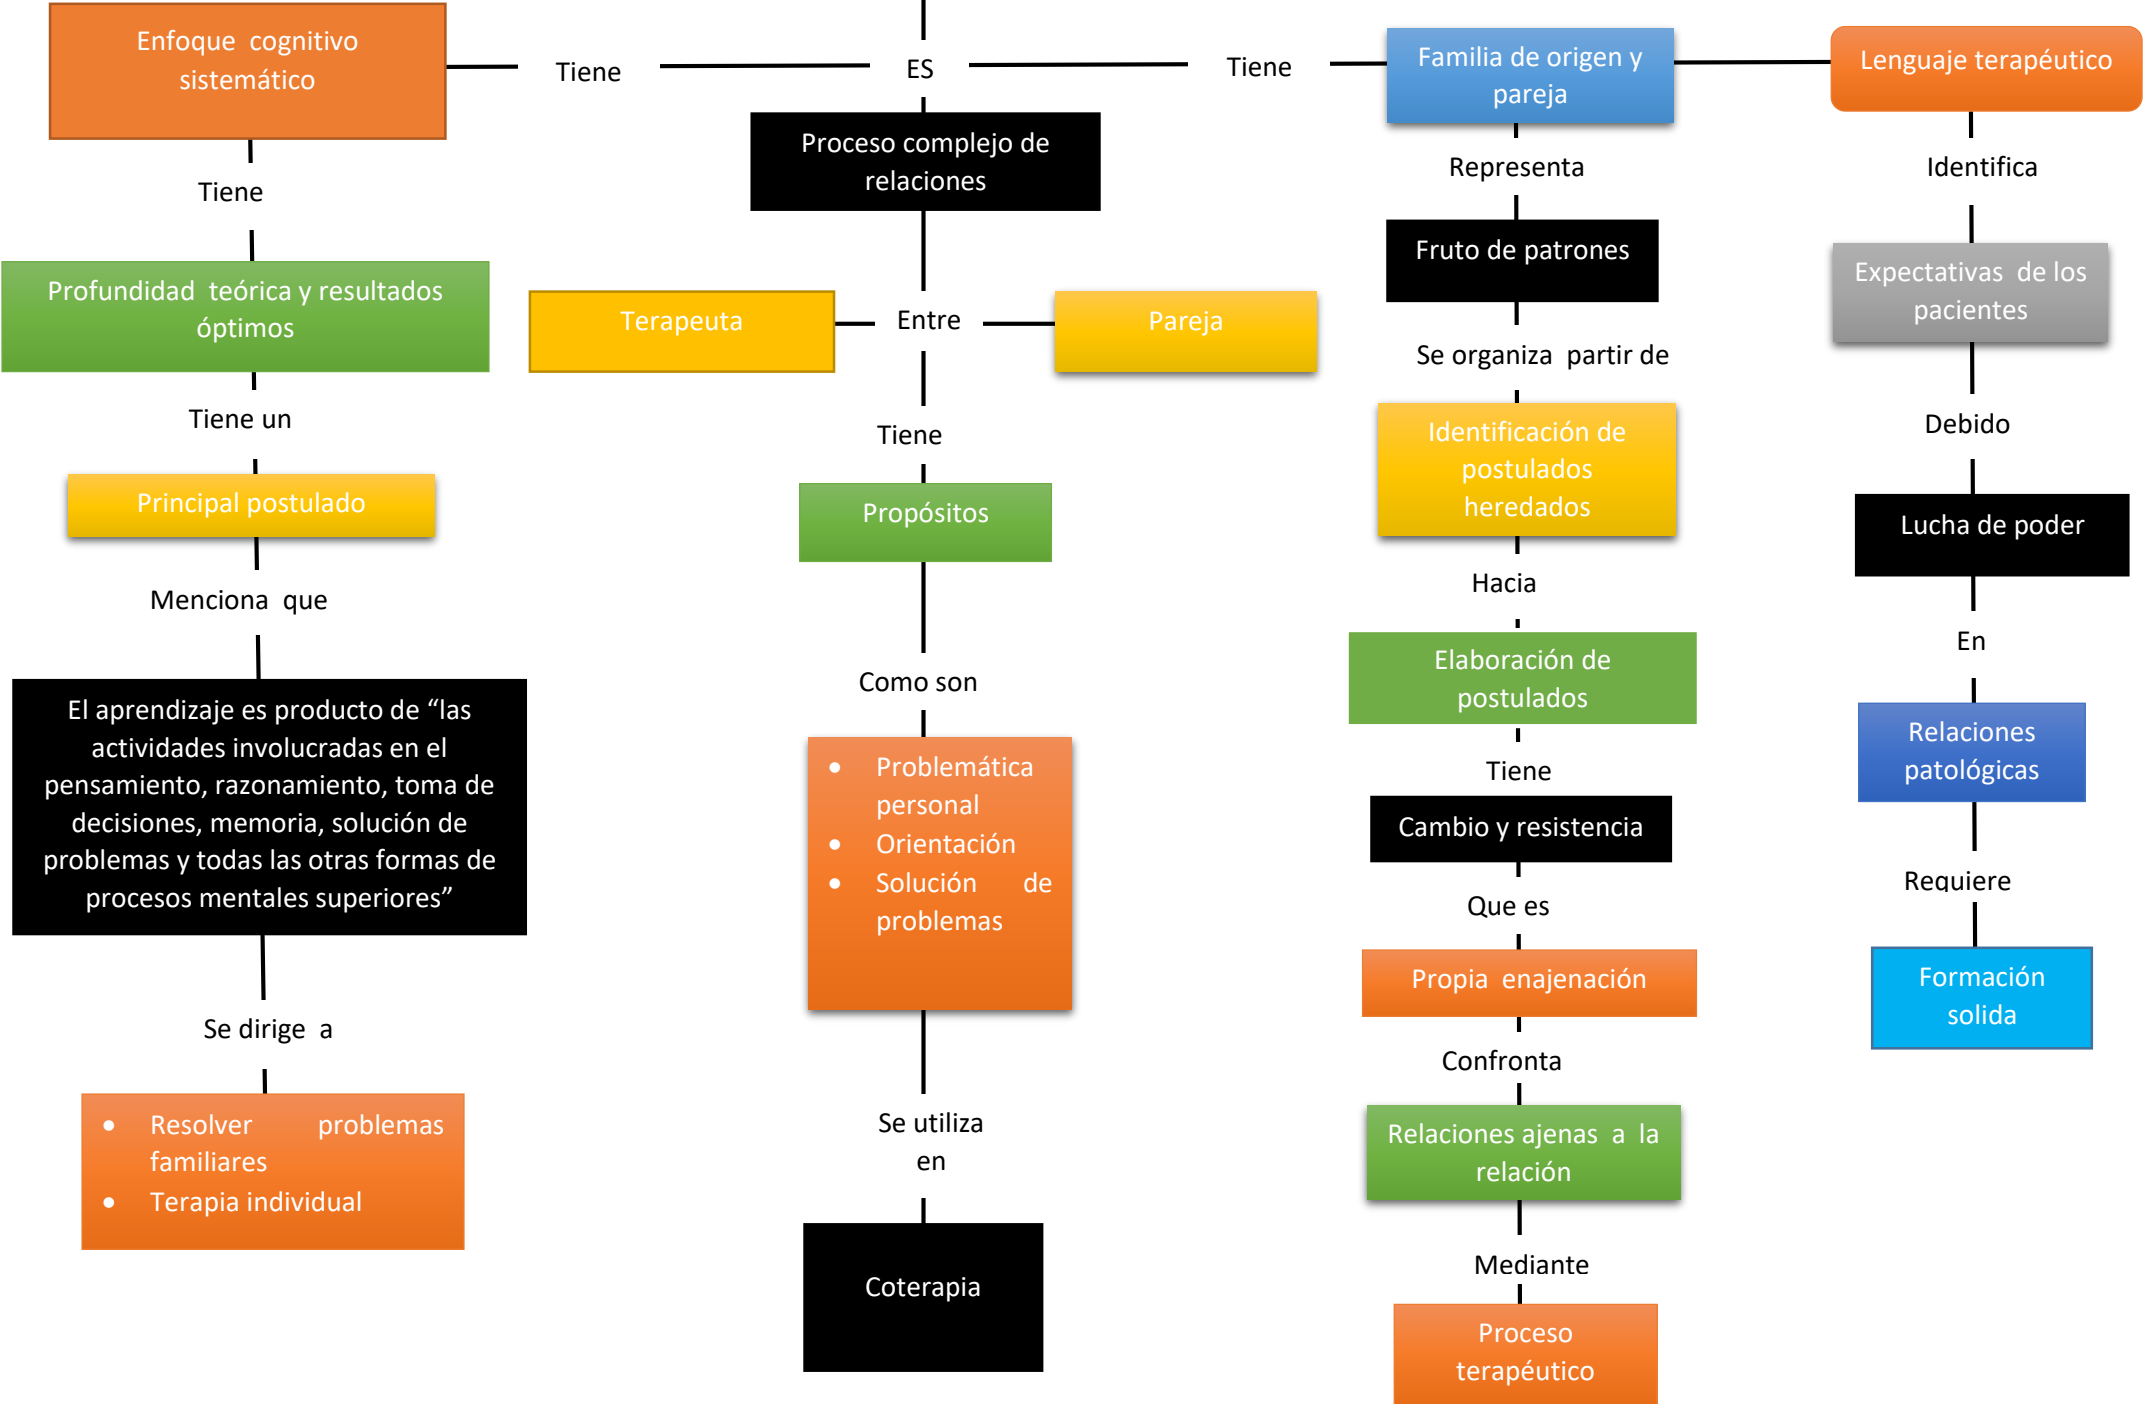 Enfoque cognitivo
sistemático
Tiene
ES
Tiene
Familia de origen y
pareja
Lenguaje terapéutico
Tiene
Profundidad teórica y resultados
óptimos
Tiene un
Principal postulado
Menciona que
El aprendizaje es producto de “las
actividades involucradas en el
pensamiento, razonamiento, toma de
decisiones, memoria, solución de
problemas y todas las otras formas de
procesos mentales superiores”
Se dirige a
• Resolver problemas
familiares
• Terapia individual
Proceso complejo de
relaciones
Terapeuta
Entre
Pareja
Tiene
Propósitos
Como son
• Problemática
personal
• Orientación
• Solución de
problemas
Se utiliza
en
Coterapia
Representa
Fruto de patrones
Se organiza partir de
Identificación de
postulados
heredados
Hacia
Elaboración de
postulados
Tiene
Cambio y resistencia
Que es
Propia enajenación
Confronta
Relaciones ajenas a la
relación
Mediante
Proceso
terapéutico
Identifica
Expectativas de los
pacientes
Debido
Lucha de poder
En
Relaciones
patológicas
Requiere
Formación
solida